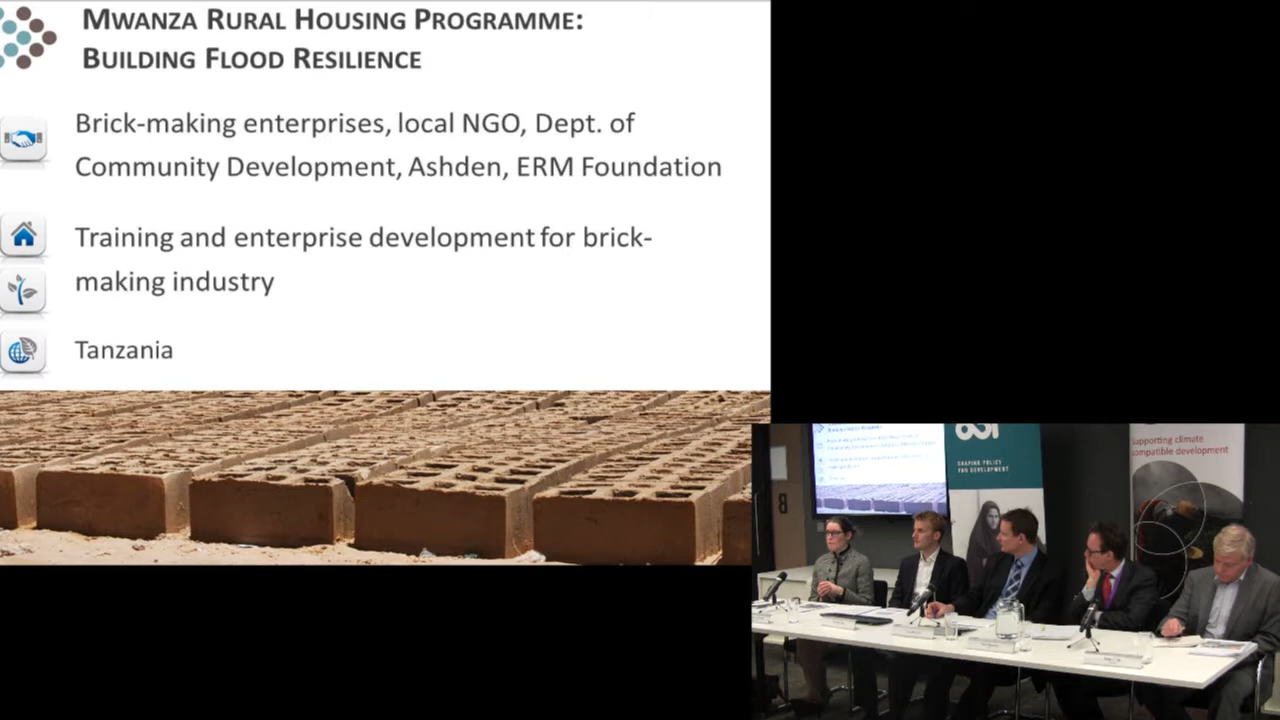 MWANZA RURAL HOUSING PROGRAMME:
BUILDING FLOOD RESILIENCE
Brick-making enterprises, local NGO, Dept. of
Community Development, Ashden, ERM Foundation
Training and enterprise development for brick-
making industry
Tanzania
SHAPING POLICY
FOR DEVELOPMENT
Supporting climate
compatible development
8